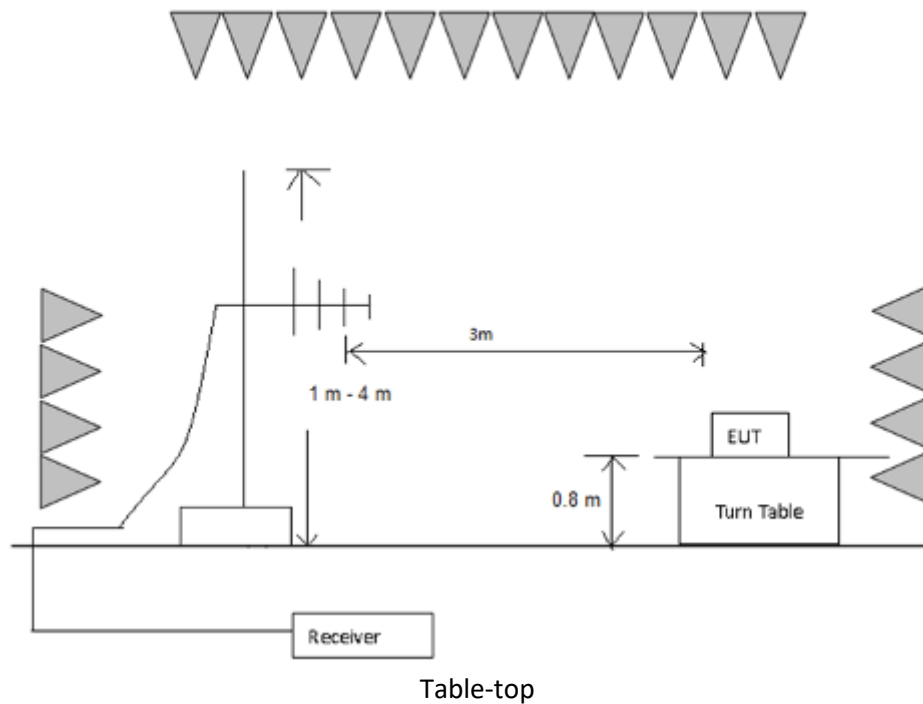 3m
1 m - 4 m
EUT
0.8 m
Turn Table
Receiver
Table-top